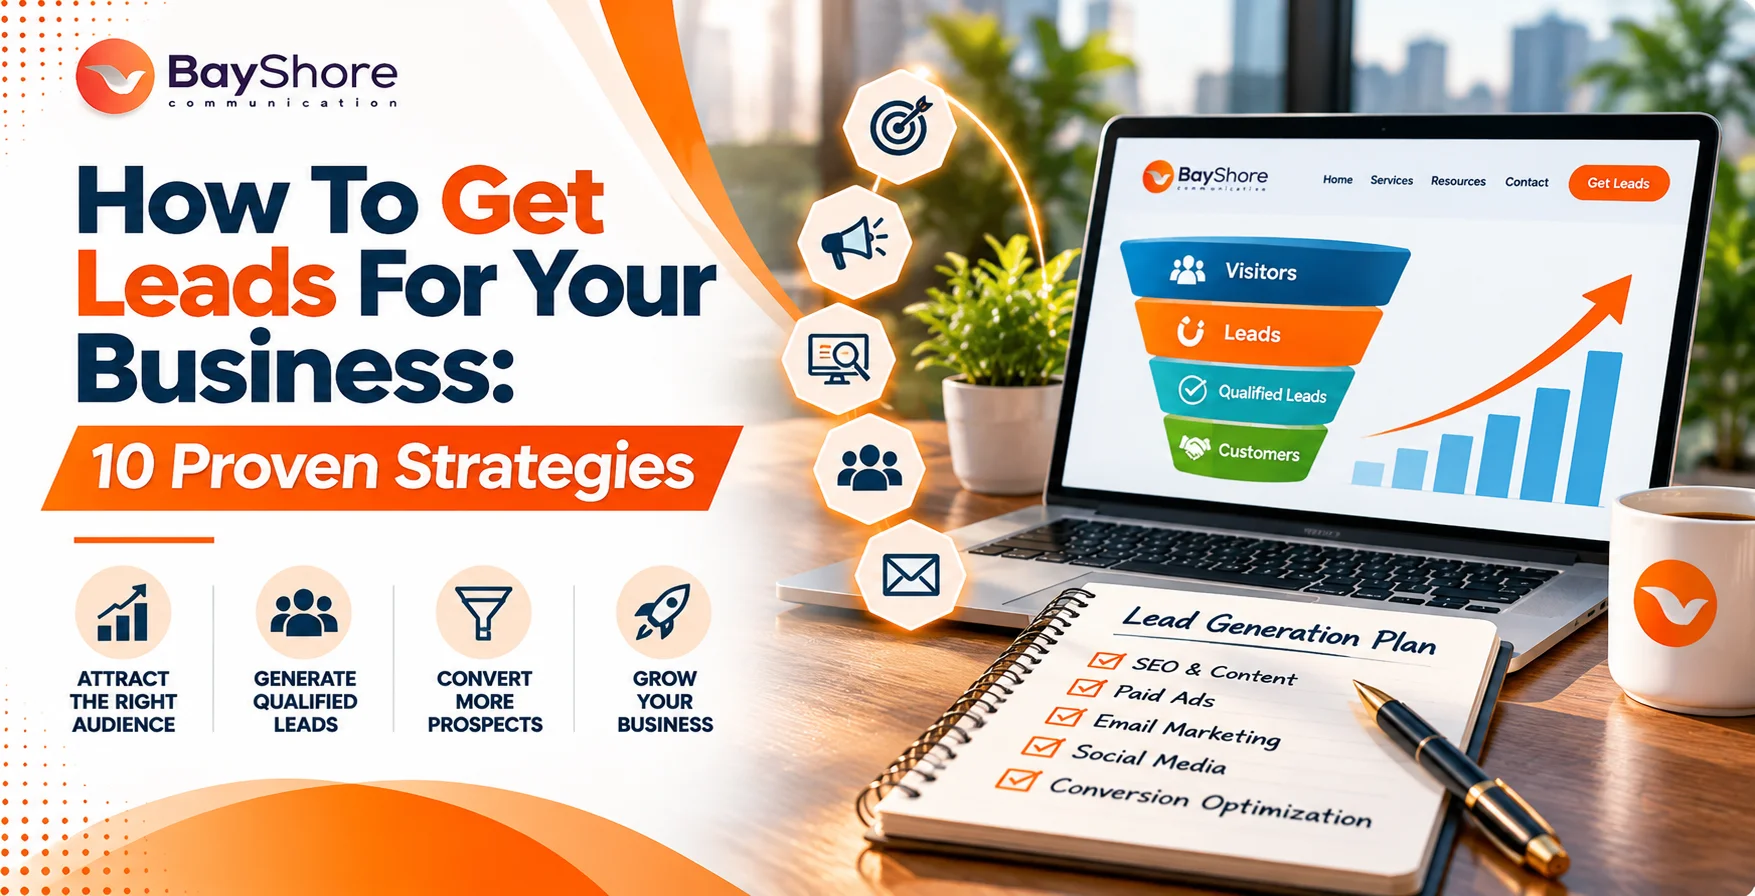 BayShore
communication
How To Get
Leads For Your
Business:
10 Proven Strategies
ATTRACT
THE RIGHT
AUDIENCE
GENERATE
QUALIFIED
LEADS
CONVERT
MORE
PROSPECTS
GROW
YOUR
BUSINESS
BayShore
communication
Home Services Resources Contact Get Leads
Visitors
Leads
Qualified Leads
Customers
Lead Generation Plan
SEO & Content
Paid Ads
Email Marketing
Social Media
Conversion Optimization